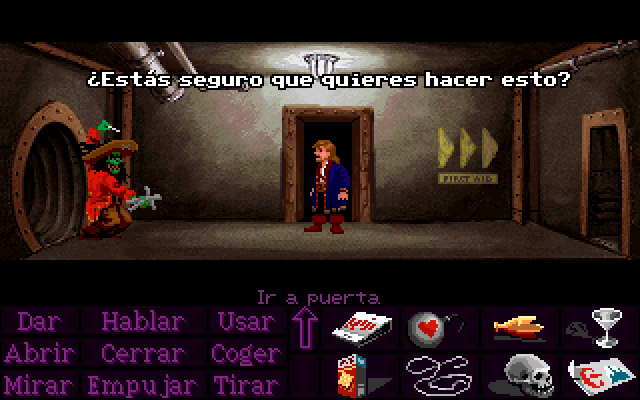 ¿Estás seguro que quieres hacer esto?
FIRST AID
Ir a puerta
Dar Hablar Usar
Abrir Cerrar Coger
Mirar Empujar Tirar